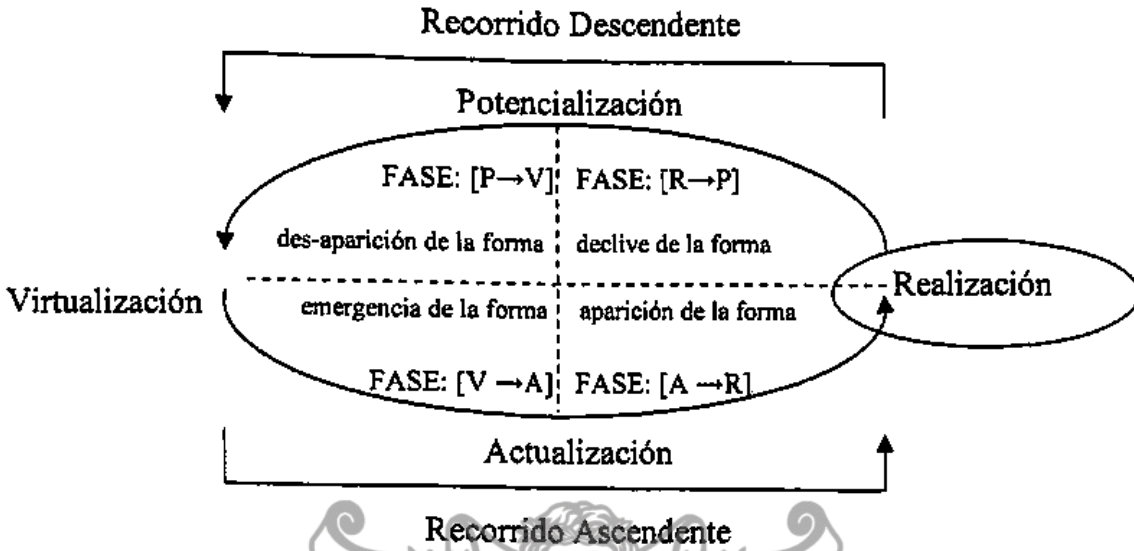 Recorrido Descendente
Potencialización
FASE: [P→V] FASE: [R→P]
des-aparición de la forma declive de la forma
Virtualización
Realización
emergencia de la forma aparición de la forma
FASE: [V →A] FASE: [A →R]
Actualización
Recorrido Ascendente